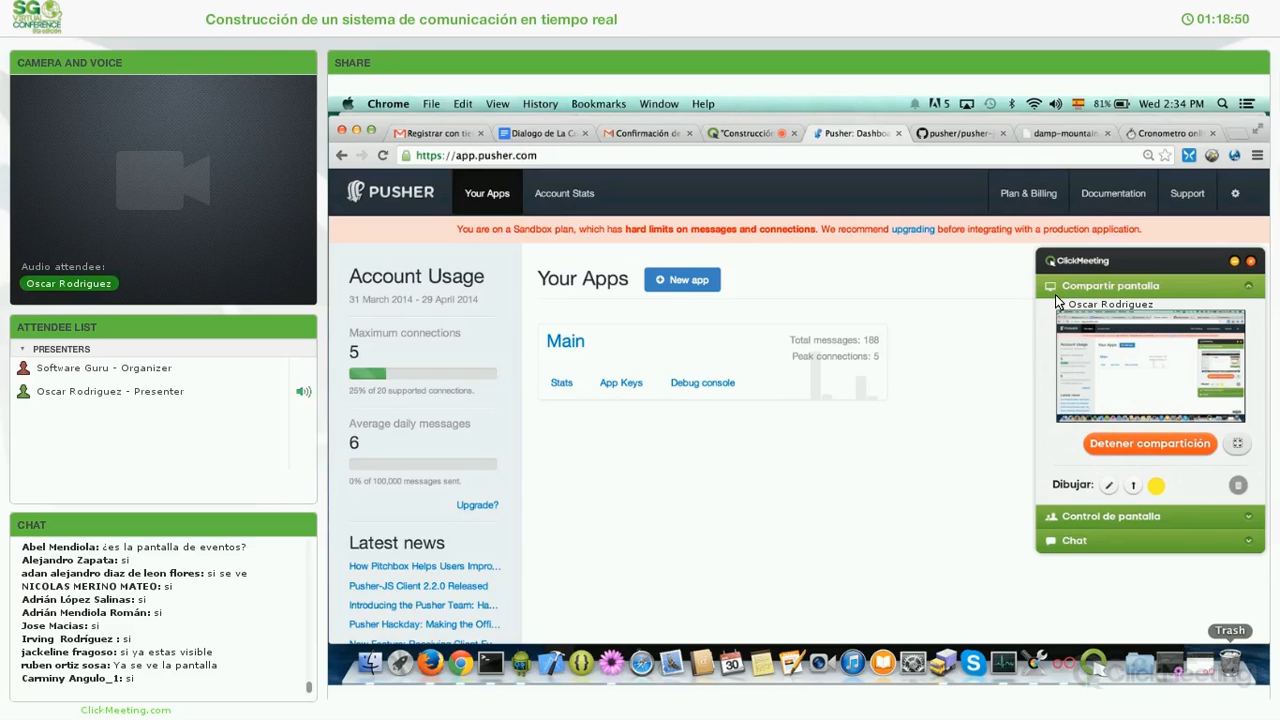 SG
VIRTUAL
CONFERENCE
Construcción de un sistema de comunicación en tiempo real
01:18:50
CAMERA AND VOICE
Audio attendee:
Oscar Rodriguez
ATTENDEE LIST
PRESENTERS
Software Guru - Organizer
Oscar Rodriguez - Presenter
CHAT
Abel Mendiola: ¿es la pantalla de eventos?
Alejandro Zapata: si
adan alejandro diaz de leon flores: si se ve
NICOLAS MERINO MATEO: si
Adrián López Salinas: si
Adrián Mendiola Román: si
Jose Macias: si
Irving Rodríguez : si
jackeline fragoso: si ya estas visible
ruben ortiz sosa: Ya se ve la pantalla
Carminy Angulo_1: si
ClickMeeting.com
SHARE
Chrome File Edit View History Bookmarks Window Help
5 81% Wed 2:34 PM
Registrar con tie
Dialogo de La Co
Confirmación de
"Construcció
Pusher: Dashbo
pusher/pusher-
damp-mountain
Cronometro onli
https://app.pusher.com
PUSHER
Your Apps
Account Stats
Plan & Billing
Documentation
Support
You are on a Sandbox plan, which has hard limits on messages and connections. We recommend upgrading before integrating with a production application.
Account Usage
31 March 2014 - 29 April 2014
Maximum connections
5
25% of 20 supported connections.
Average daily messages
6
0% of 100,000 messages sent.
Upgrade?
Latest news
How Pitchbox Helps Users Impro...
Pusher-JS Client 2.2.0 Released
Introducing the Pusher Team: Ha...
Pusher Hackday: Making the Offi...
Your Apps
New app
Main
Total messages: 188
Peak connections: 5
Stats
App Keys
Debug console
ClickMeeting
Compartir pantalla
Oscar Rodriguez
Detener compartición
Dibujar:
Control de pantalla
Chat
Trash
30
ClickMeeting